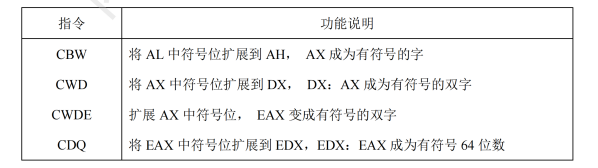 指令 功能说明
CBW 将 AL 中符号位扩展到 AH， AX 成为有符号的字
CWD 将 AX 中符号位扩展到 DX， DX：AX 成为有符号的双字
CWDE 扩展 AX 中符号位， EAX 变成有符号的双字
CDQ 将 EAX 中符号位扩展到 EDX，EDX：EAX 成为有符号 64 位数